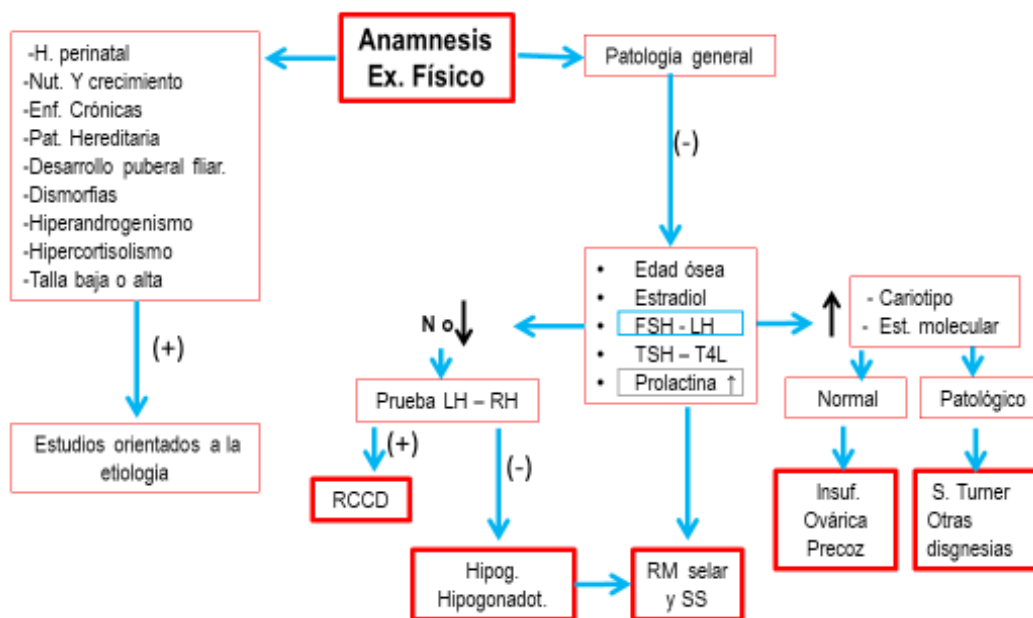 Anamnesis
Ex. Físico
-H. perinatal
-Nut. Y crecimiento
-Enf. Crónicas
-Pat. Hereditaria
-Desarrollo puberal fliar.
-Dismorfias
-Hiperandrogenismo
-Hipercortisolismo
-Talla baja o alta
(+)
Estudios orientados a la
etiología
Patología general
(-)
• Edad ósea
• Estradiol
• FSH - LH
• TSH – T4L
• Prolactina ↑
N o ↓
Prueba LH – RH
(+)
RCCD
(-)
Hipog.
Hipogonadot.
RM selar
y SS
↑
- Cariotipo
- Est. molecular
Normal
Patológico
Insuf.
Ovárica
Precoz
S. Turner
Otras
disgnesias